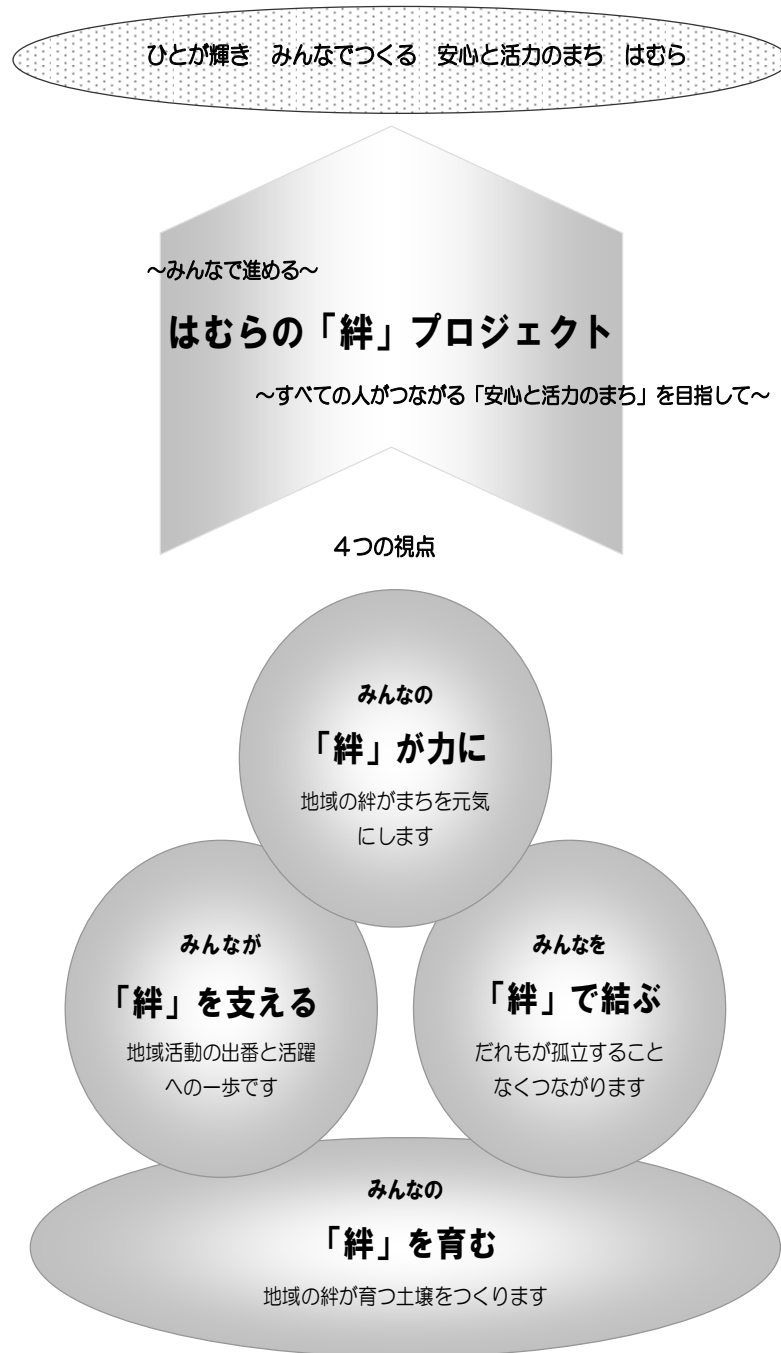 ひとが輝き　みんなでつくる　安心と活力のまち　はむら
～みんなで進める～
はむらの「絆」プロジェクト
～すべての人がつながる「安心と活力のまち」を目指して～
４つの視点
みんなの
「絆」が力に
地域の絆がまちを元気
にします
みんなが
「絆」を支える
地域活動の出番と活躍
への一歩です
みんなを
「絆」で結ぶ
だれもが孤立すること
なくつながります
みんなの
「絆」を育む
地域の絆が育つ土壌をつくります